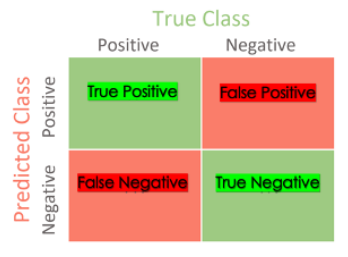 True Class
Positive Negative
Predicted Class
Positive
True Positive False Positive
Negative
False Negative True Negative